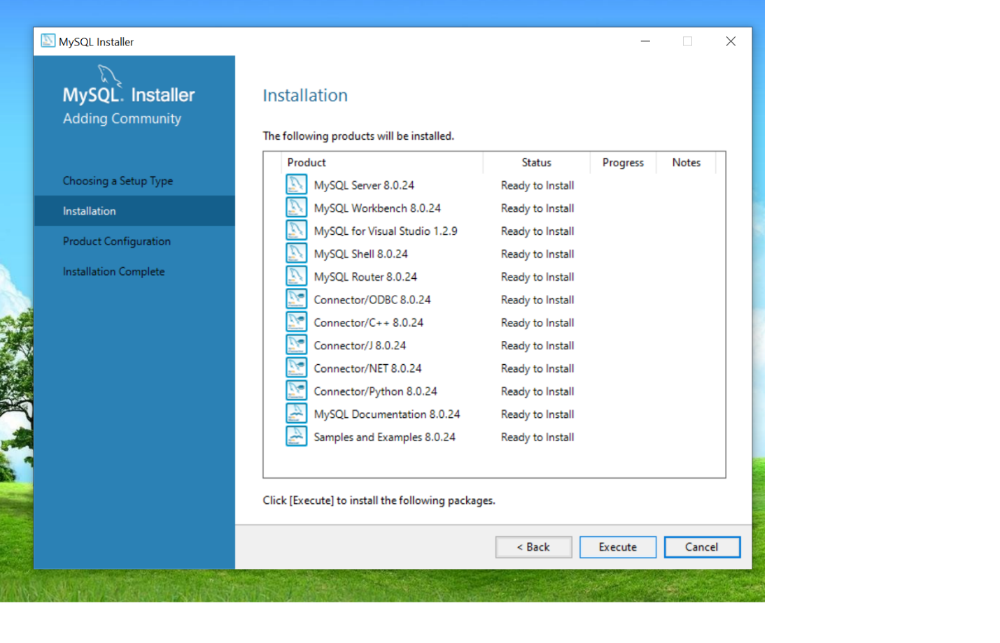 MySQL Installer
MySQL. Installer
Adding Community
Choosing a Setup Type
Installation
Product Configuration
Installation Complete
Installation
The following products will be installed.
Product Status Progress Notes
MySQL Server 8.0.24 Ready to Install
MySQL Workbench 8.0.24 Ready to Install
MySQL for Visual Studio 1.2.9 Ready to Install
MySQL Shell 8.0.24 Ready to Install
MySQL Router 8.0.24 Ready to Install
Connector/ODBC 8.0.24 Ready to Install
Connector/C++ 8.0.24 Ready to Install
Connector/J 8.0.24 Ready to Install
Connector/NET 8.0.24 Ready to Install
Connector/Python 8.0.24 Ready to Install
MySQL Documentation 8.0.24 Ready to Install
Samples and Examples 8.0.24 Ready to Install
Click [Execute] to install the following packages.
< Back Execute Cancel